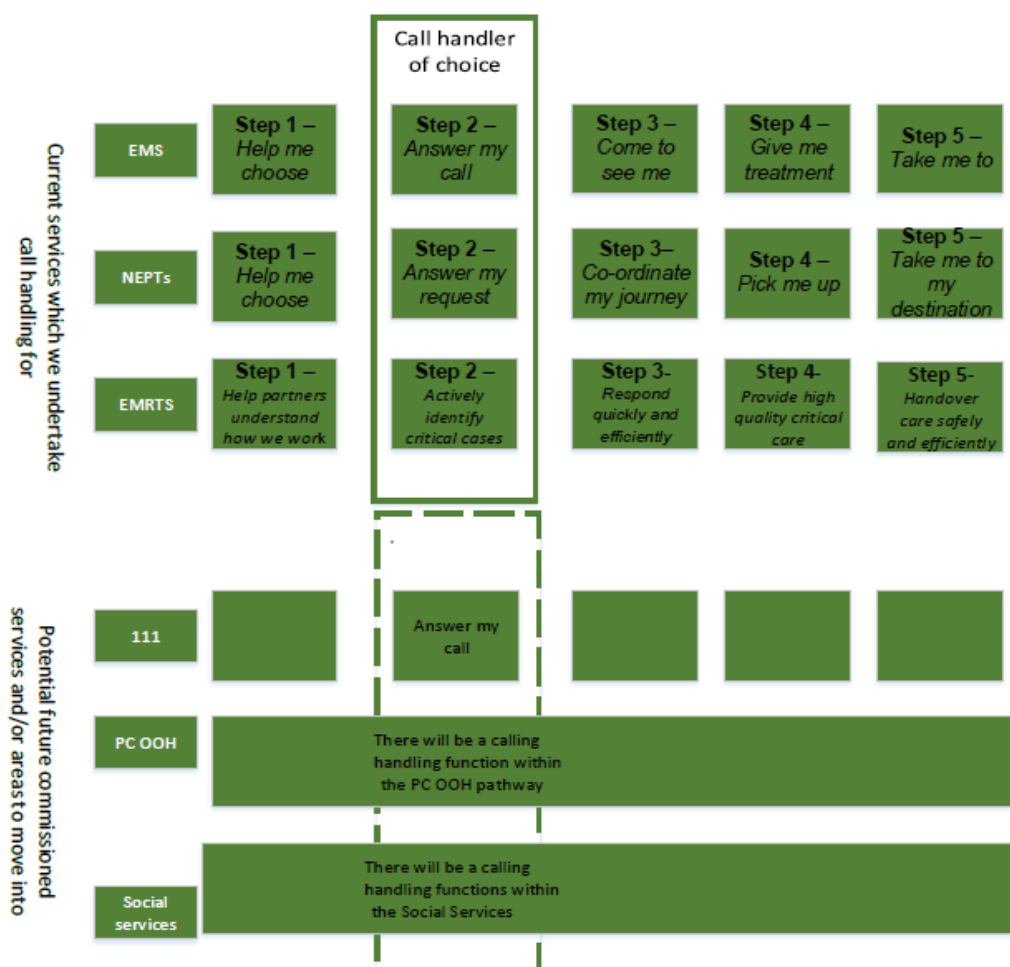 Call handler
of choice
Current services which we undertake
call handling for
EMS
Step 1 –
Help me
choose
Step 2 –
Answer my
call
Step 3 –
Come to
see me
Step 4 –
Give me
treatment
Step 5 –
Take me to
NEPTs
Step 1 –
Help me
choose
Step 2 –
Answer my
request
Step 3–
Co-ordinate
my journey
Step 4 –
Pick me up
Step 5 –
Take me to
my
destination
EMRTS
Step 1 –
Help partners
understand
how we work
Step 2 –
Actively
identify
critical cases
Step 3-
Respond
quickly and
efficiently
Step 4-
Provide high
quality critical
care
Step 5-
Handover
care safely
and efficiently
Potential future commissioned
services and/or areas to move into
111
Answer my
call
PC OOH
There will be a calling
handling function within
the PC OOH pathway
Social
services
There will be a calling
handling functions within
the Social Services